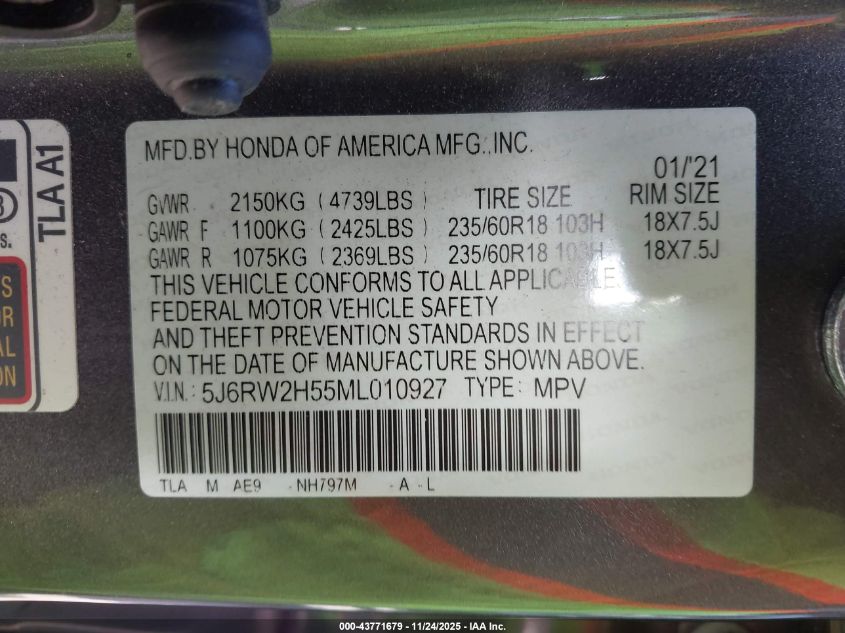 MFD.BY HONDA OF AMERICA MFG.,INC.
01/'21
GVWR 2150KG (4739LBS) TIRE SIZE RIM SIZE
GAWR F 1100KG (2425LBS) 235/60R18 103H 18X7.5J
GAWR R 1075KG (2369LBS) 235/60R18 103H 18X7.5J
THIS VEHICLE CONFORMS TO ALL APPLICABLE
FEDERAL MOTOR VEHICLE SAFETY
AND THEFT PREVENTION STANDARDS IN EFFECT
ON THE DATE OF MANUFACTURE SHOWN ABOVE.
V.I.N.: 5J6RW2H55ML010927 TYPE: MPV
TLA M AE9 -NH797M -A -L
TLA A1
000-43771679 - 11/24/2025 - IAA Inc.